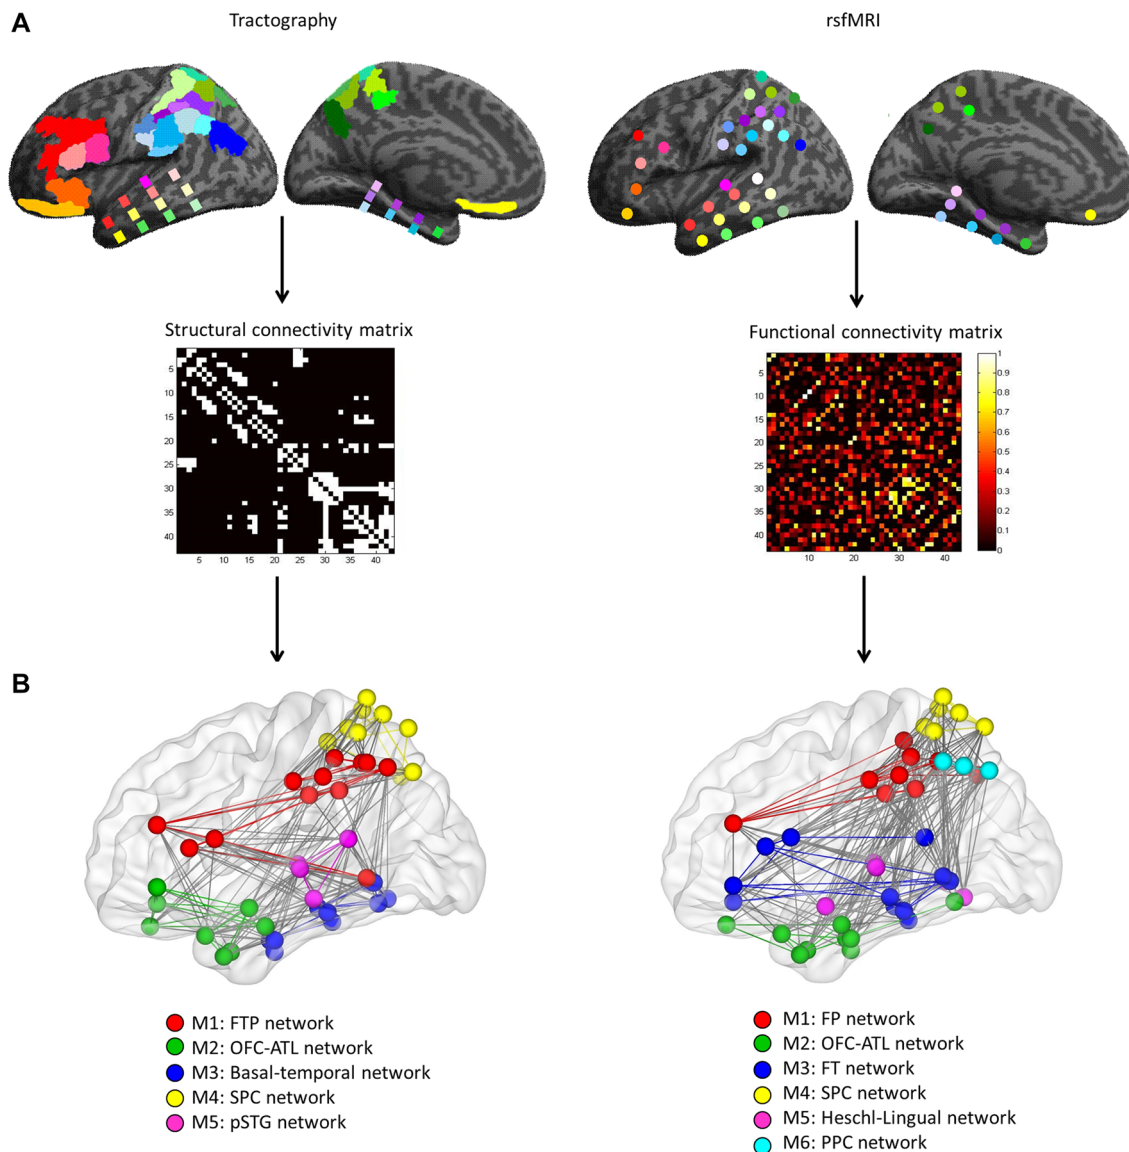 A
Tractography
rsfMRI
Structural connectivity matrix
5
10
15
20
25
30
35
40
5 10 15 20 25 30 35 40
Functional connectivity matrix
5
10
15
20
25
30
35
40
10 20 30 40
1
0.9
0.8
0.7
0.6
0.5
0.4
0.3
0.2
0.1
0
B
M1: FTP network
M2: OFC-ATL network
M3: Basal-temporal network
M4: SPC network
M5: pSTG network
M1: FP network
M2: OFC-ATL network
M3: FT network
M4: SPC network
M5: Heschl-Lingual network
M6: PPC network